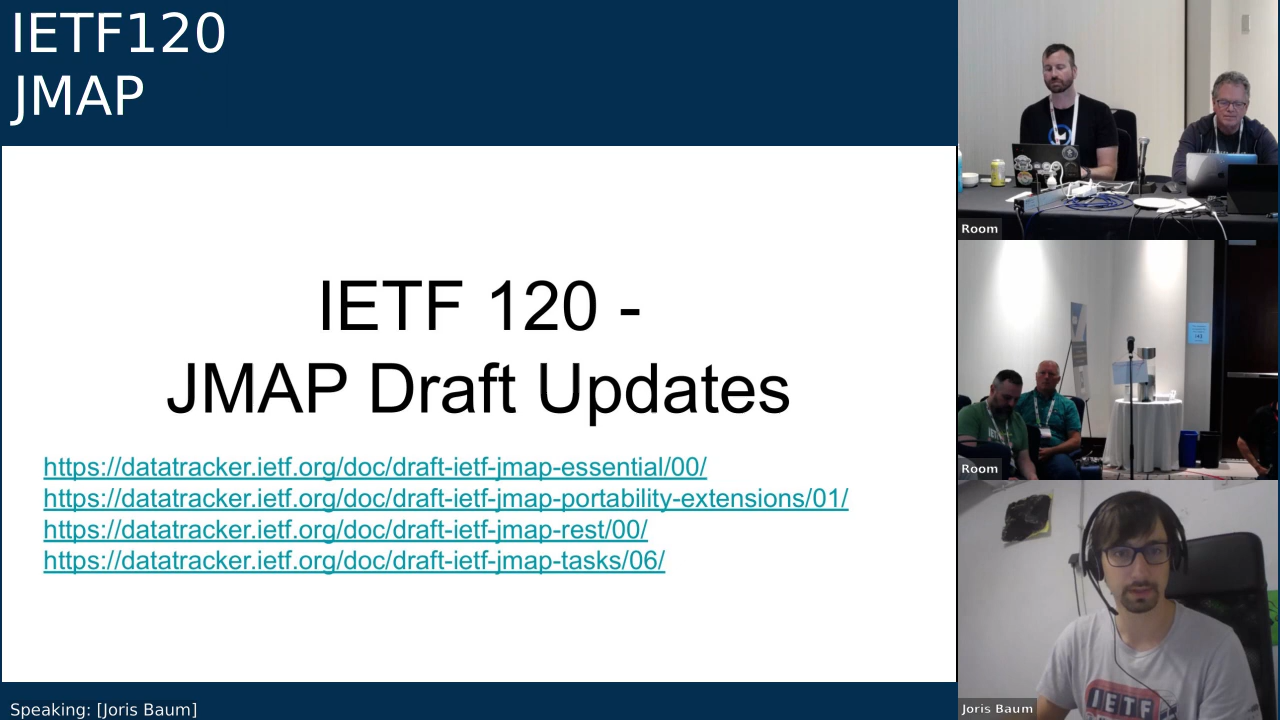 IETF120
JMAP
IETF 120 -
JMAP Draft Updates
https://datatracker.ietf.org/doc/draft-ietf-jmap-essential/00/
https://datatracker.ietf.org/doc/draft-ietf-jmap-portability-extensions/01/
https://datatracker.ietf.org/doc/draft-ietf-jmap-rest/00/
https://datatracker.ietf.org/doc/draft-ietf-jmap-tasks/06/
Speaking: [Joris Baum]
Room
Room
Joris Baum
IETF